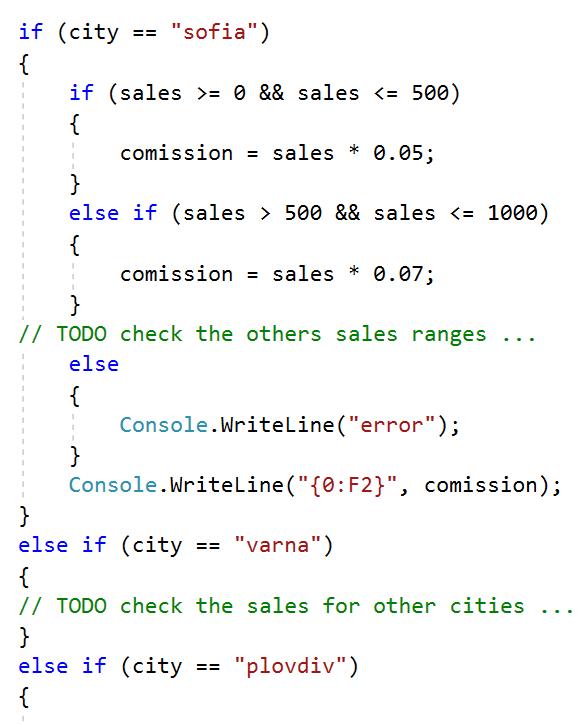 if (city == "sofia")
{
    if (sales >= 0 && sales <= 500)
    {
        comission = sales * 0.05;
    }
    else if (sales > 500 && sales <= 1000)
    {
        comission = sales * 0.07;
    }
// TODO check the others sales ranges ...
    else
    {
        Console.WriteLine("error");
    }
    Console.WriteLine("{0:F2}", comission);
}
else if (city == "varna")
{
// TODO check the sales for other cities ...
}
else if (city == "plovdiv")
{